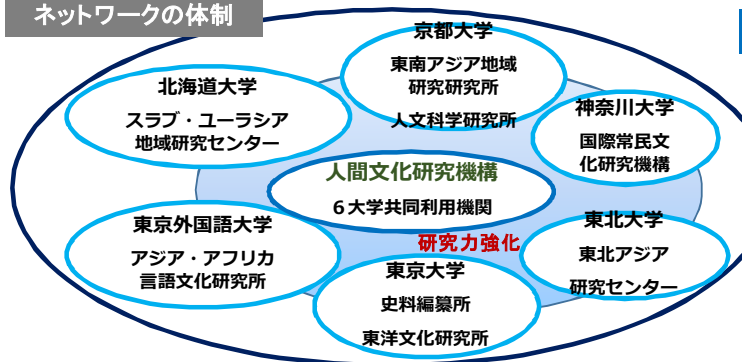 ネットワークの体制
京都大学
東南アジア地域
研究研究所
人文科学研究所
北海道大学
スラブ・ユーラシア
地域研究センター
神奈川大学
国際常民文
化研究機構
人間文化研究機構
6大学共同利用機関
東京外国語大学
アジア・アフリカ
言語文化研究所
研究力強化
東北大学
東北アジア
研究センター
東京大学
史料編纂所
東洋文化研究所